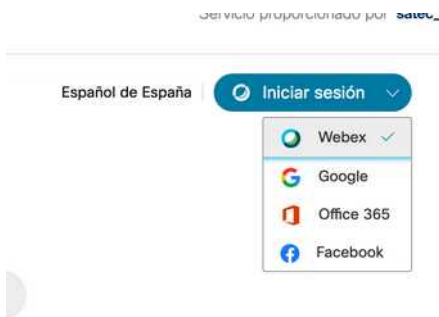 Servicio proporcionado por satec_
Español de España
Iniciar sesión
Webex
Google
Office 365
Facebook